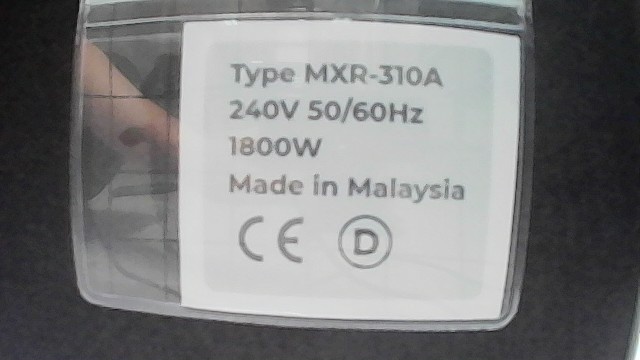 Type MXR-310A
240V 50/60Hz
1800W
Made in Malaysia
CE D